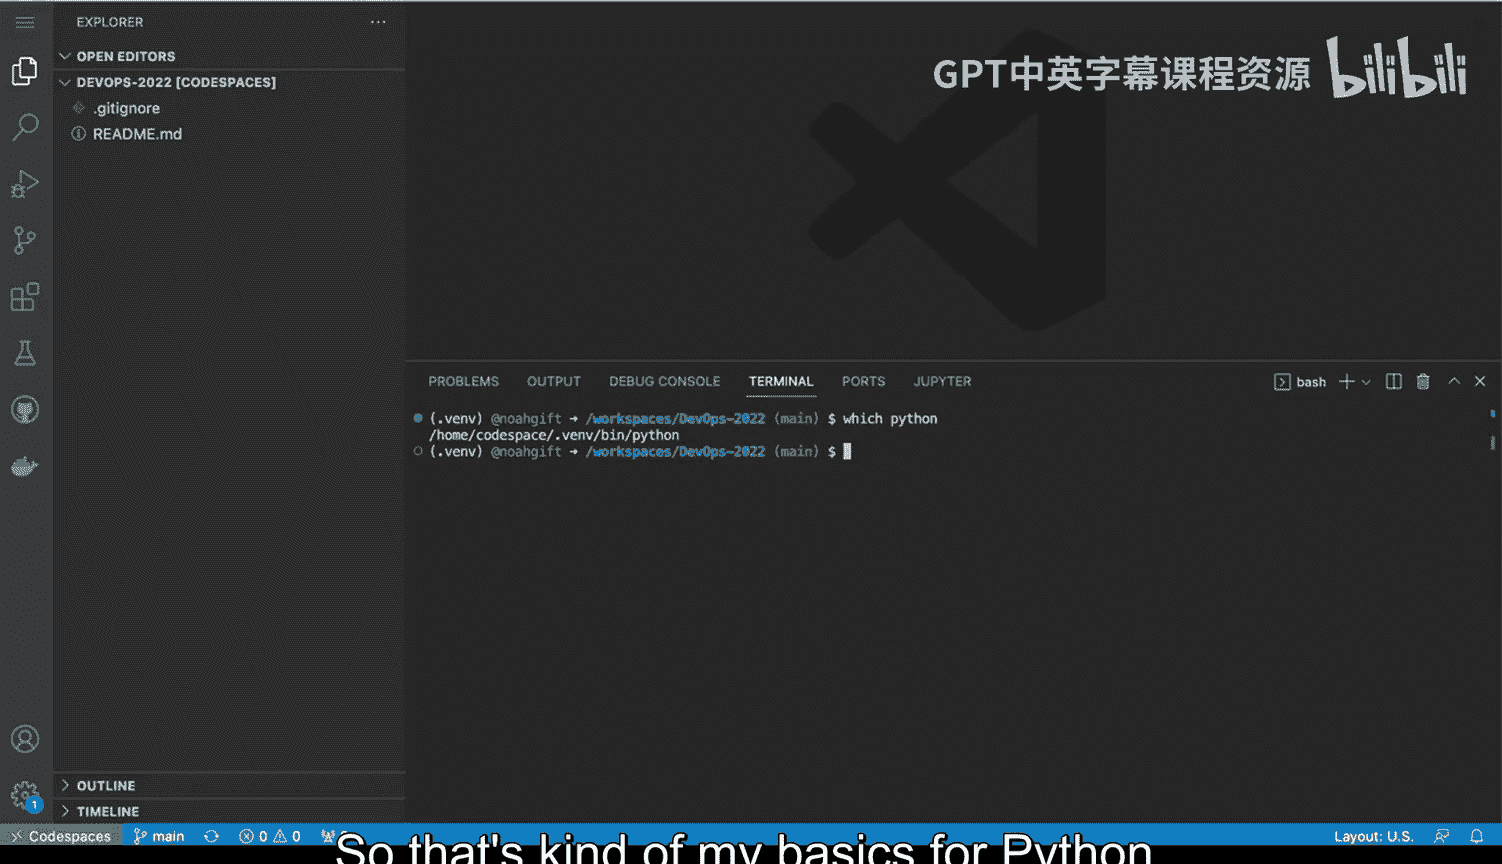 EXPLORER
OPEN EDITORS
DEVOPS-2022 [CODESPACES]
.gitignore
README.md
GPT中英字幕课程资源 bilibili
PROBLEMS OUTPUT DEBUG CONSOLE TERMINAL PORTS JUPYTER bash
(.venv) @noahgift ➜ /workspaces/DevOps-2022 (main) $ which python
/home/codespace/.venv/bin/python
(.venv) @noahgift ➜ /workspaces/DevOps-2022 (main) $
OUTLINE
1
TIMELINE
Codespaces main 0 0 Layout: U.S.
So that's kind of my basics for Python